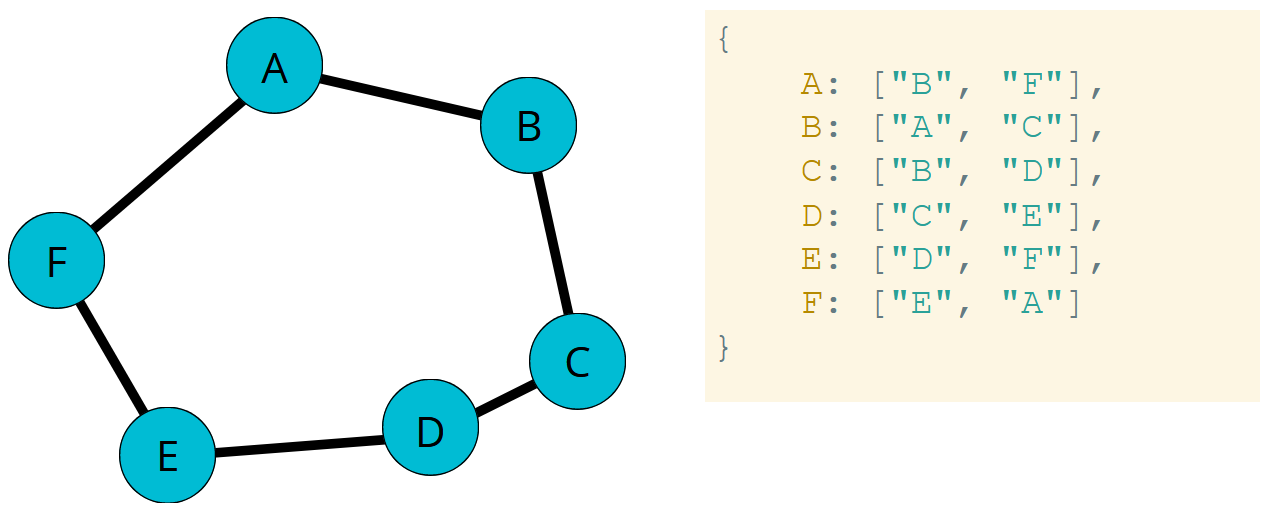 A
B
F
C
D
E
{
    A: ["B", "F"],
    B: ["A", "C"],
    C: ["B", "D"],
    D: ["C", "E"],
    E: ["D", "F"],
    F: ["E", "A"]
}